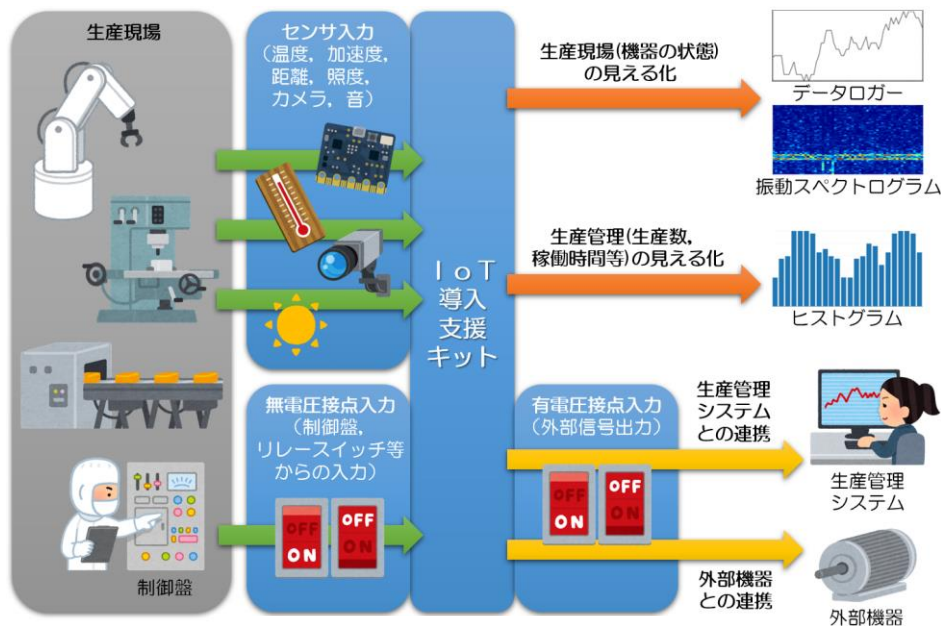 生産現場
制御盤
センサ入力
（温度，加速度，
距離，照度，
カメラ，音）
無電圧接点入力
（制御盤，
リレースイッチ等
からの入力）
OFF
ON
OFF
ON
ＩｏＴ
導入
支援
キット
有電圧接点入力
（外部信号出力）
OFF
ON
OFF
ON
生産現場(機器の状態)
の見える化
データロガー
振動スペクトログラム
生産管理(生産数，
稼働時間等)の見える化
ヒストグラム
生産管理
システム
との連携
生産管理
システム
外部機器
との連携
外部機器